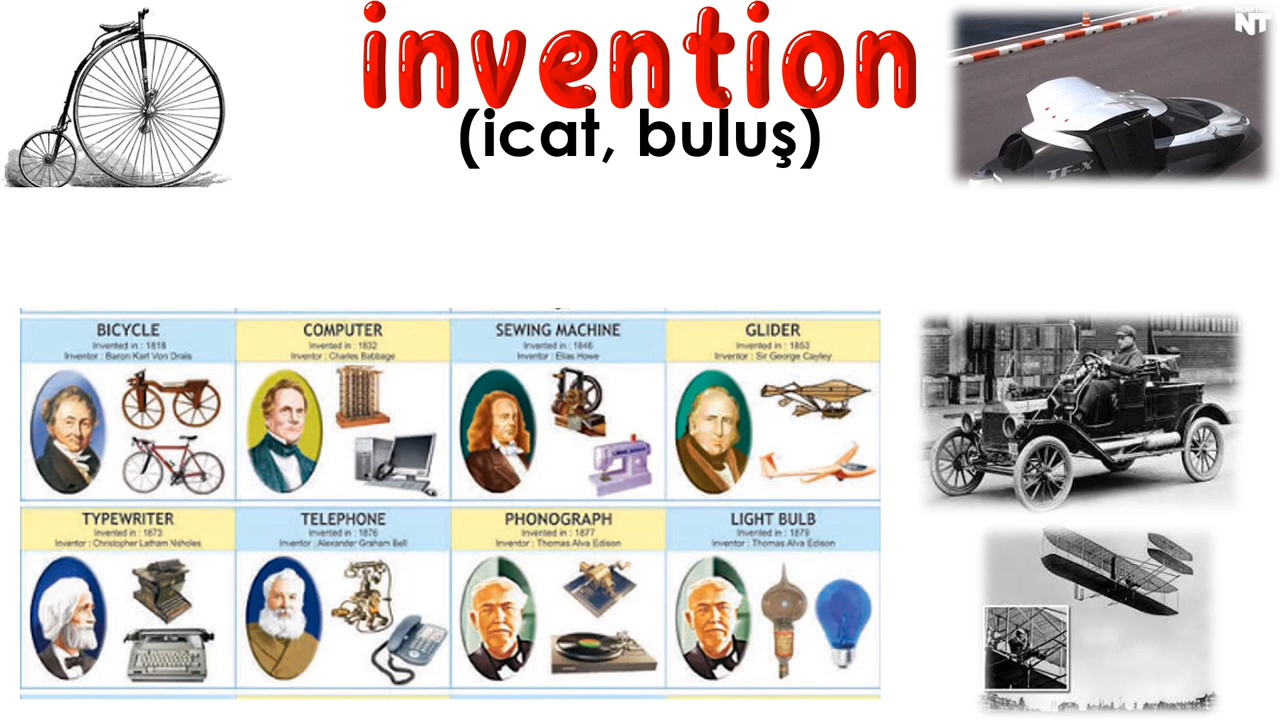 invention
(icat, buluş)
NT
TF-X
BICYCLE
Invented in : 1818
Inventor : Baron Karl Von Drais
COMPUTER
Invented in : 1832
Inventor : Charles Babbage
SEWING MACHINE
Invented in : 1846
Inventor : Elias Howe
GLIDER
Invented in : 1853
Inventor : Sir George Cayley
TYPEWRITER
Invented in : 1873
Inventor : Christopher Latham Nsholes
TELEPHONE
Invented in : 1876
Inventor : Alexander Graham Bell
PHONOGRAPH
Invented in : 1877
Inventor : Thomas Alva Edison
LIGHT BULB
Invented in : 1879
Inventor : Thomas Alva Edison